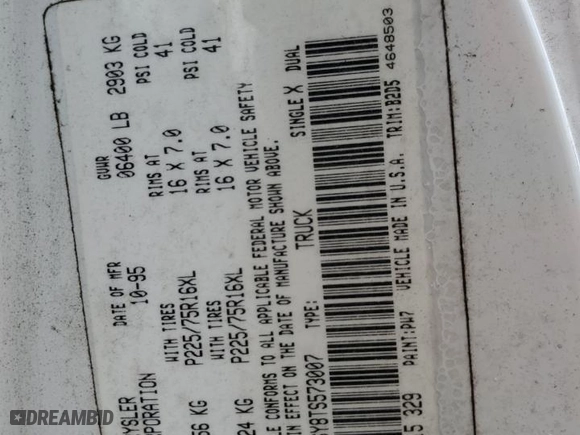 YSLER
RPORATION
DATE OF MFR
10-95
GVWR
06400 LB 2903 KG
WITH TIRES RIMS AT PSI COLD
56 KG P225/75R16XL 16 X 7.0 41
WITH TIRES RIMS AT PSI COLD
24 KG P225/75R16XL 16 X 7.0 41
LE CONFORMS TO ALL APPLICABLE FEDERAL MOTOR VEHICLE SAFETY
IN EFFECT ON THE DATE OF MANUFACTURE SHOWN ABOVE.
Y8TS573007 TYPE: TRUCK SINGLE X DUAL
15 329 PAINT:PW7 VEHICLE MADE IN U.S.A. TRIM:B2D5
4648503
DREAMBID